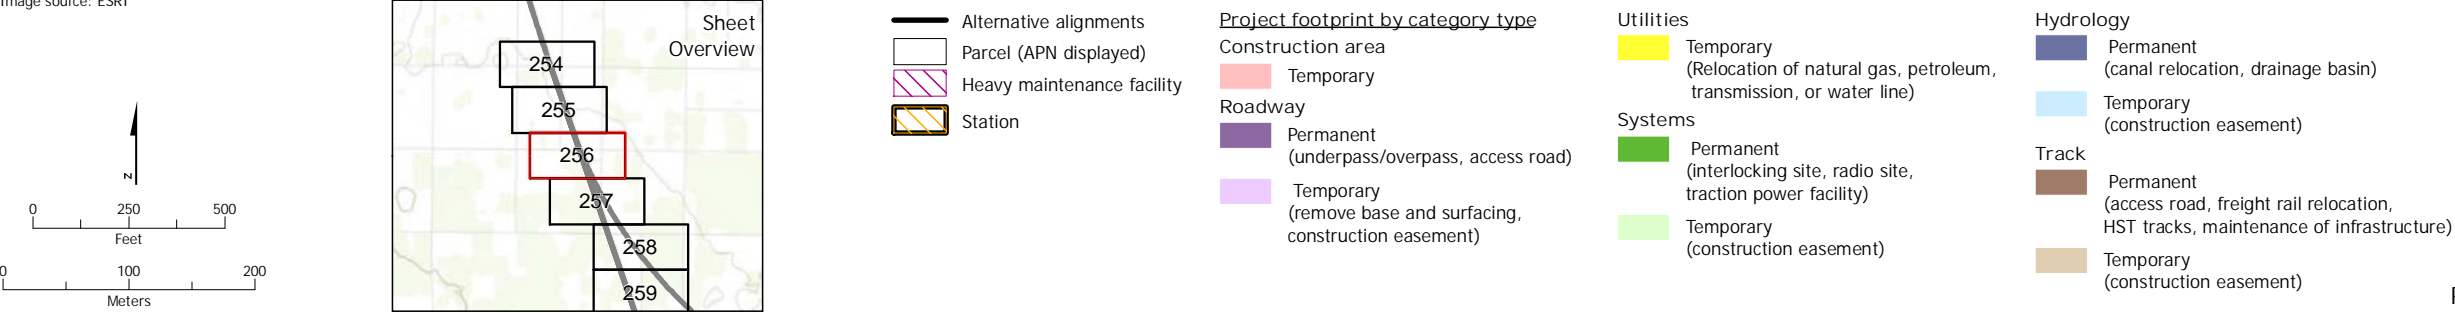 Image source: ESRI
N
0 250 500
Feet
0 100 200
Meters
Sheet
Overview
254
255
256
257
258
259
Alternative alignments
Parcel (APN displayed)
Heavy maintenance facility
Station
Project footprint by category type
Construction area
Temporary
Roadway
Permanent
(underpass/overpass, access road)
Temporary
(remove base and surfacing,
construction easement)
Utilities
Temporary
(Relocation of natural gas, petroleum,
transmission, or water line)
Systems
Permanent
(interlocking site, radio site,
traction power facility)
Temporary
(construction easement)
Hydrology
Permanent
(canal relocation, drainage basin)
Temporary
(construction easement)
Track
Permanent
(access road, freight rail relocation,
HST tracks, maintenance of infrastructure)
Temporary
(construction easement)